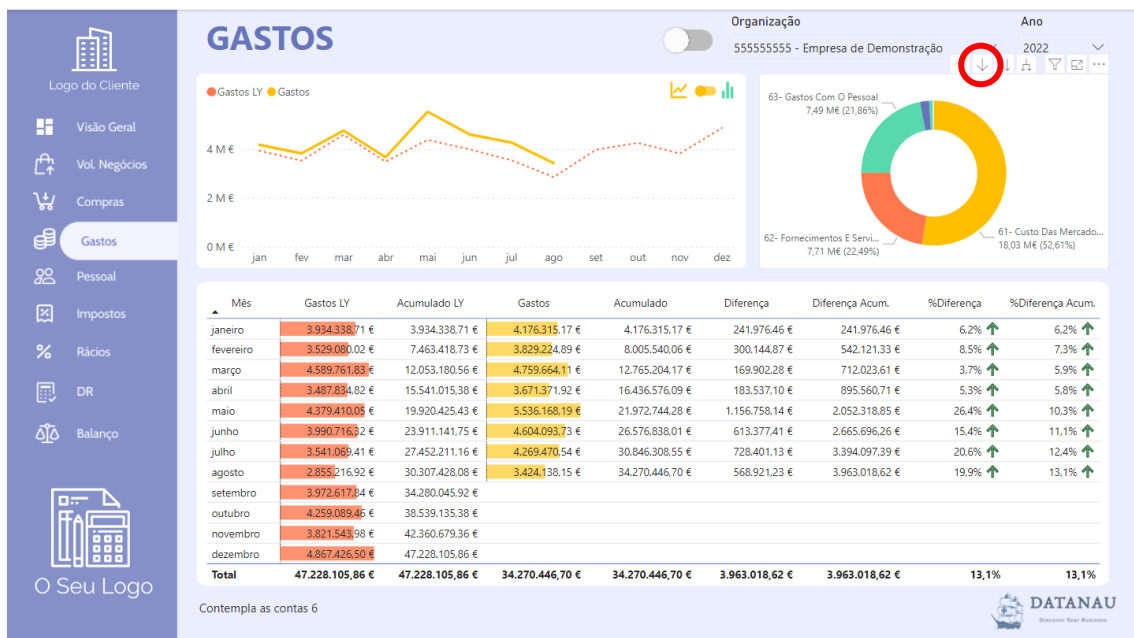 Logo do Cliente
Visão Geral
Vol. Negócios
Compras
Gastos
Pessoal
Impostos
Rácios
DR
Balanço
O Seu Logo
GASTOS
Organização
555555555 - Empresa de Demonstração
Ano
2022
Gastos LY Gastos
4 M €
2 M €
0 M €
jan fev mar abr mai jun jul ago set out nov dez
63- Gastos Com O Pessoal
7,49 M€ (21,86%)
62- Fornecimentos E Servi...
7,71 M€ (22,49%)
61- Custo Das Mercado...
18,03 M€ (52,61%)
Mês Gastos LY Acumulado LY Gastos Acumulado Diferença Diferença Acum. %Diferença %Diferença Acum.
janeiro 3.934.338,71 € 3.934.338,71 € 4.176.315,17 € 4.176.315,17 € 241.976,46 € 241.976,46 € 6,2% 6,2%
fevereiro 3.529.080,02 € 7.463.418,73 € 3.829.224,89 € 8.005.540,06 € 300.144,87 € 542.121,33 € 8,5% 7,3%
março 4.589.761,83 € 12.053.180,56 € 4.759.664,11 € 12.765.204,17 € 169.902,28 € 712.023,61 € 3,7% 5,9%
abril 3.487.834,82 € 15.541.015,38 € 3.671.371,92 € 16.436.576,09 € 183.537,10 € 895.560,71 € 5,3% 5,8%
maio 4.379.410,05 € 19.920.425,43 € 5.536.168,19 € 21.972.744,28 € 1.156.758,14 € 2.052.318,85 € 26,4% 10,3%
junho 3.990.716,32 € 23.911.141,75 € 4.604.093,73 € 26.576.838,01 € 613.377,41 € 2.665.696,26 € 15,4% 11,1%
julho 3.541.069,41 € 27.452.211,16 € 4.269.470,54 € 30.846.308,55 € 728.401,13 € 3.394.097,39 € 20,6% 12,4%
agosto 2.855.216,92 € 30.307.428,08 € 3.424.138,15 € 34.270.446,70 € 568.921,23 € 3.963.018,62 € 19,9% 13,1%
setembro 3.972.617,84 € 34.280.045,92 €
outubro 4.259.089,46 € 38.539.135,38 €
novembro 3.821.543,98 € 42.360.679,36 €
dezembro 4.867.426,50 € 47.228.105,86 €
Total 47.228.105,86 € 47.228.105,86 € 34.270.446,70 € 34.270.446,70 € 3.963.018,62 € 3.963.018,62 € 13,1% 13,1%
Contempla as contas 6
DATANAU
Discover Your Business